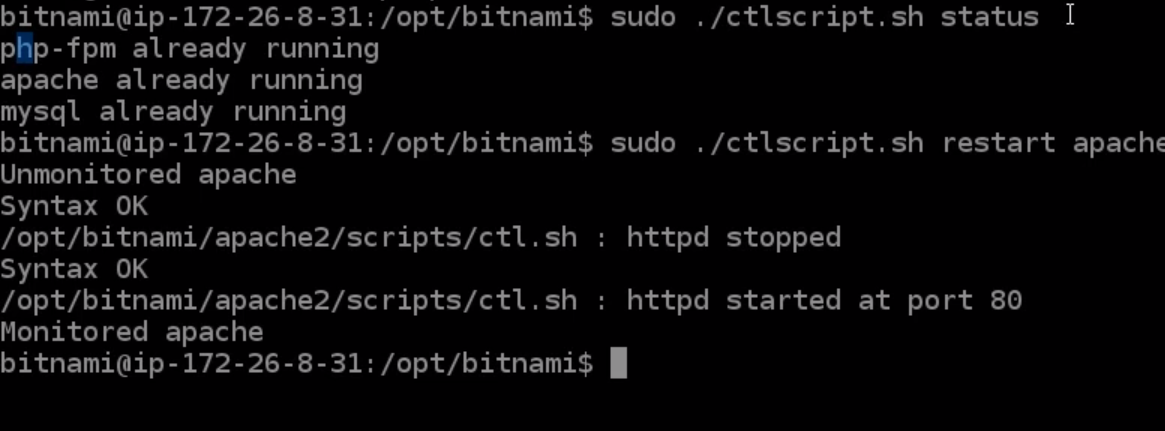 bitnami@ip-172-26-8-31:/opt/bitnami$ sudo ./ctlscript.sh status
php-fpm already running
apache already running
mysql already running
bitnami@ip-172-26-8-31:/opt/bitnami$ sudo ./ctlscript.sh restart apache
Unmonitored apache
Syntax OK
/opt/bitnami/apache2/scripts/ctl.sh : httpd stopped
Syntax OK
/opt/bitnami/apache2/scripts/ctl.sh : httpd started at port 80
Monitored apache
bitnami@ip-172-26-8-31:/opt/bitnami$